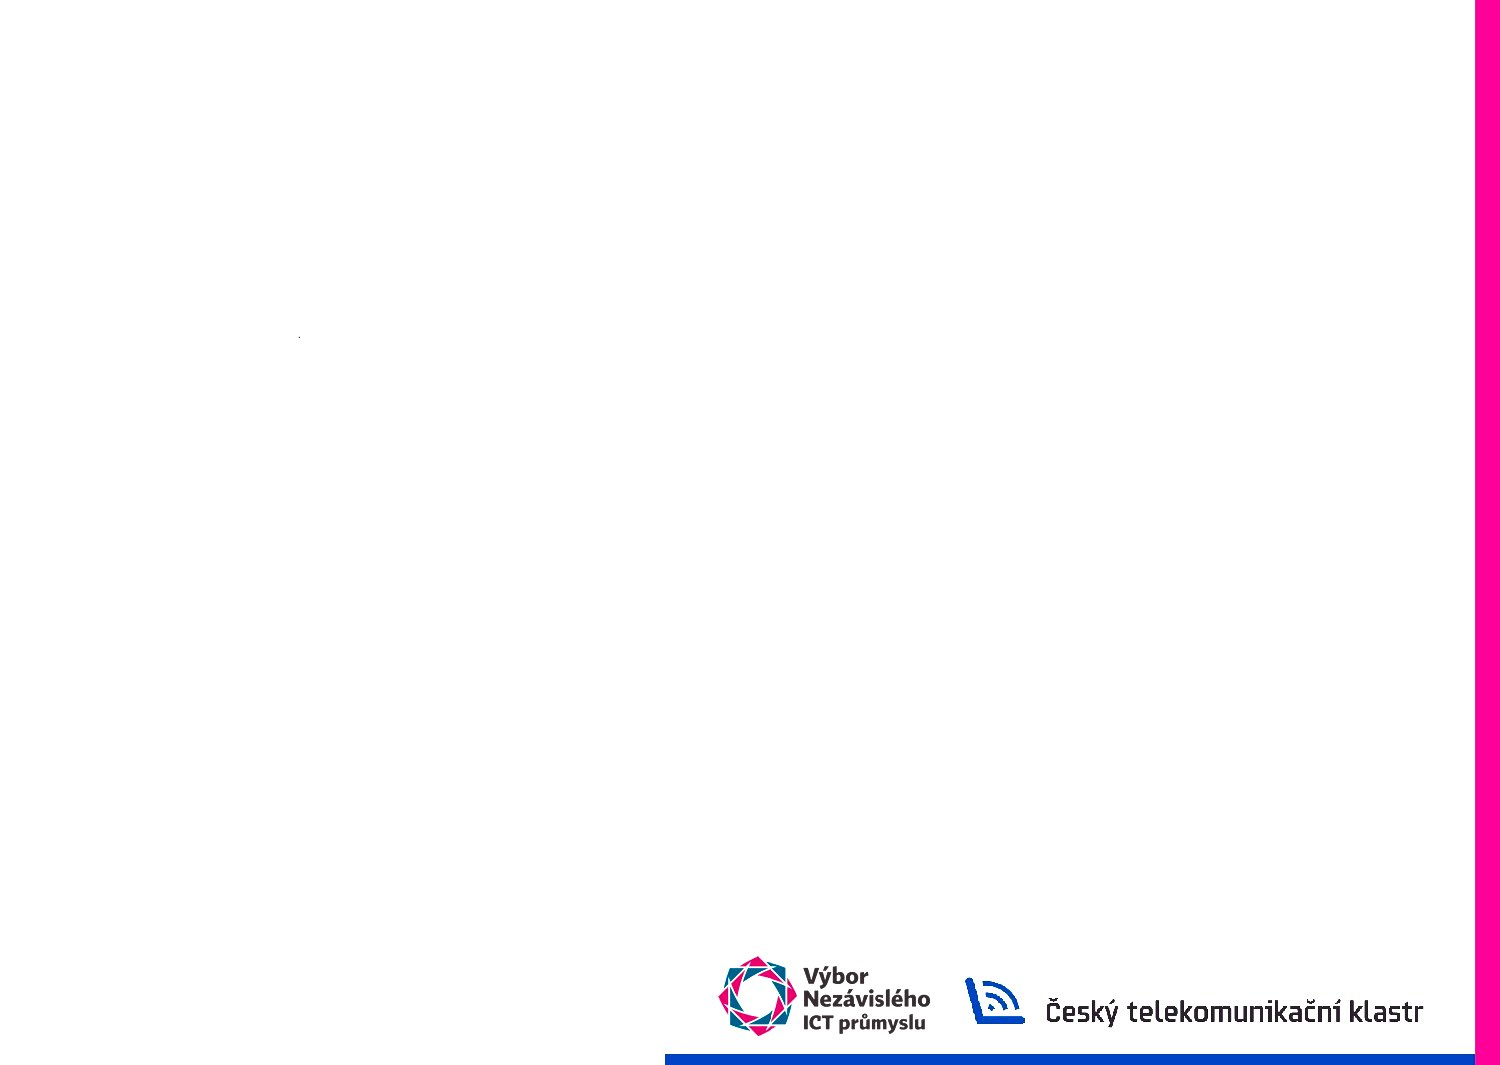 Výbor
Nezávislého
ICT průmyslu
Český telekomunikační klastr